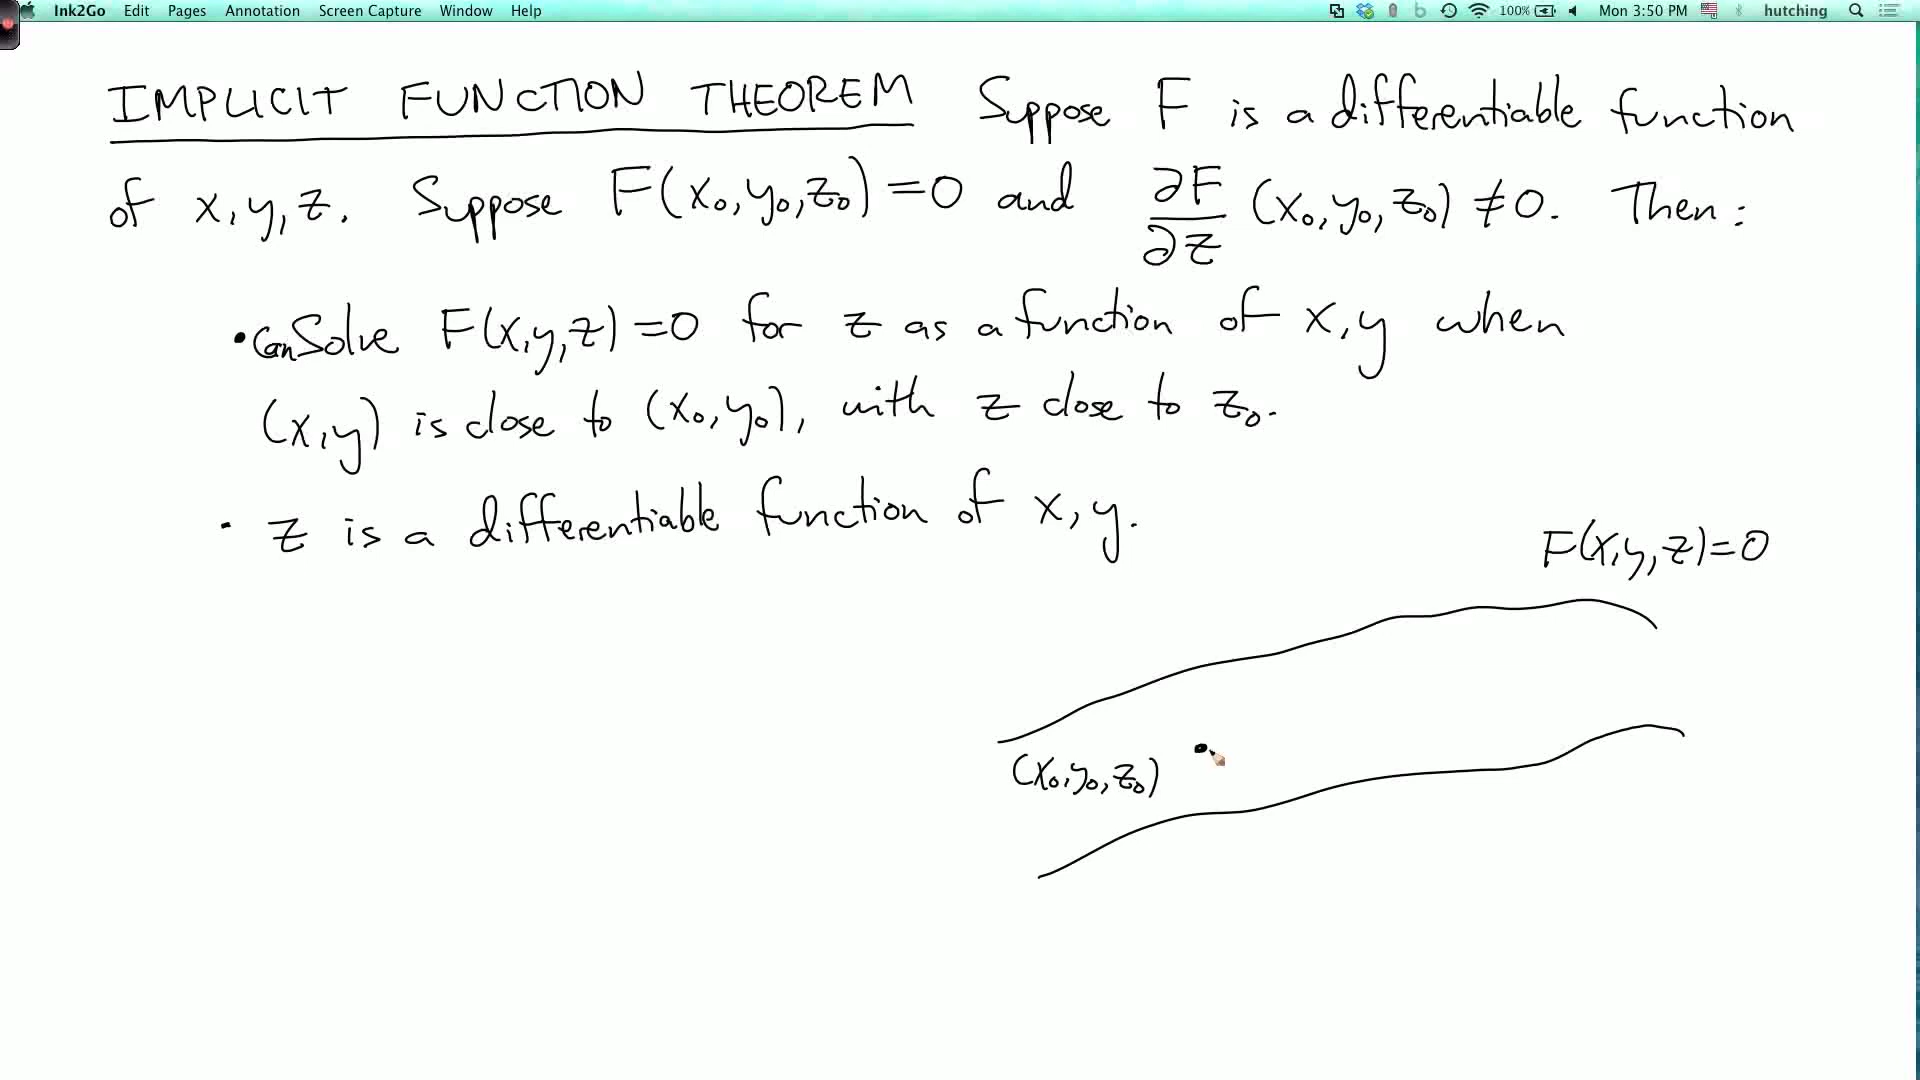 Ink2Go Edit Pages Annotation Screen Capture Window Help 100% Mon 3:50 PM hutching
IMPLICIT FUNCTION THEOREM Suppose F is a differentiable function
of x, y, z. Suppose F(x₀, y₀, z₀) = 0 and ∂F/∂z (x₀, y₀, z₀) ≠ 0. Then:
• Can Solve F(x, y, z) = 0 for z as a function of x, y when
(x, y) is close to (x₀, y₀), with z close to z₀.
• z is a differentiable function of x, y.
F(x, y, z) = 0
(x₀, y₀, z₀)